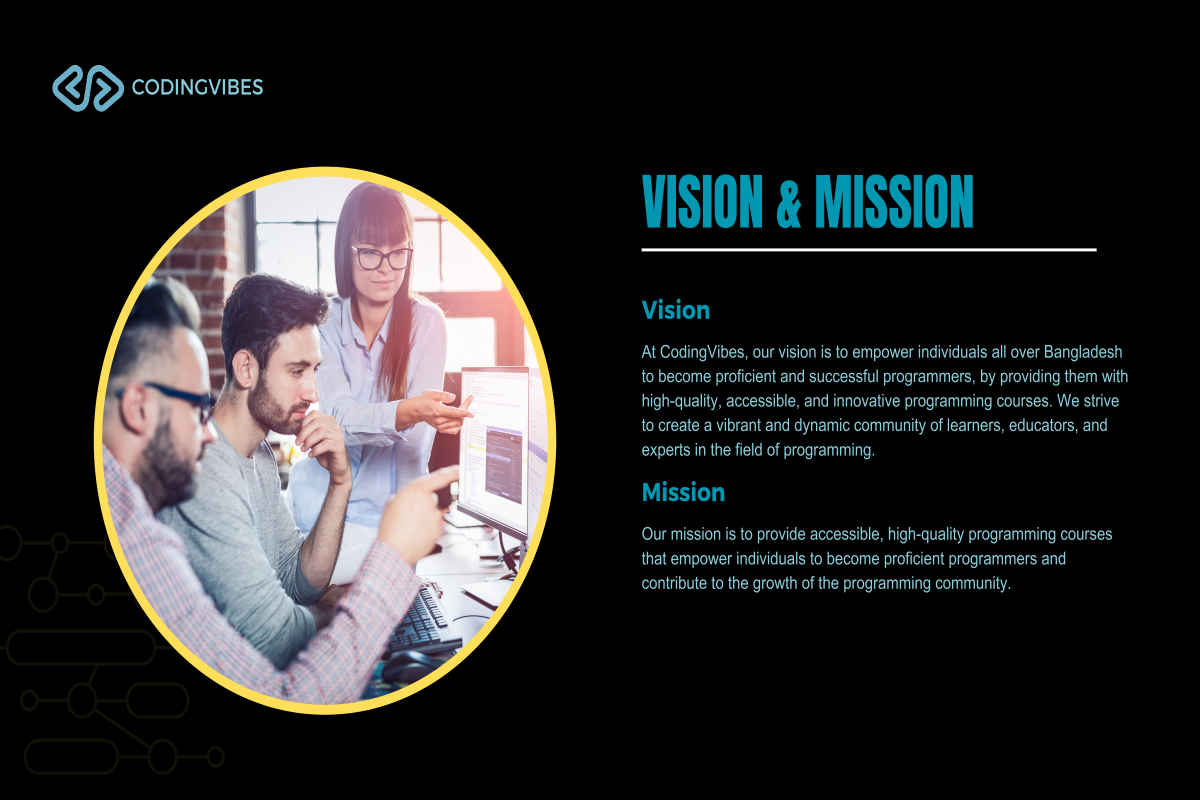 CODINGVIBES
VISION & MISSION
Vision
At CodingVibes, our vision is to empower individuals all over Bangladesh
to become proficient and successful programmers, by providing them with
high-quality, accessible, and innovative programming courses. We strive
to create a vibrant and dynamic community of learners, educators, and
experts in the field of programming.
Mission
Our mission is to provide accessible, high-quality programming courses
that empower individuals to become proficient programmers and
contribute to the growth of the programming community.